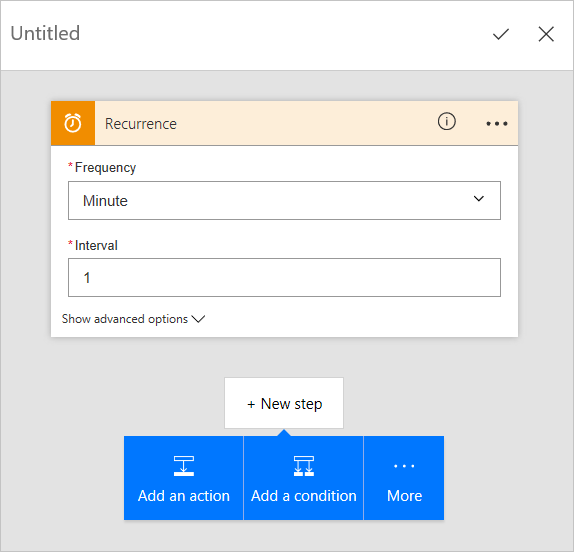 Untitled
Recurrence
*Frequency
Minute
*Interval
1
Show advanced options
+ New step
Add an action
Add a condition
More